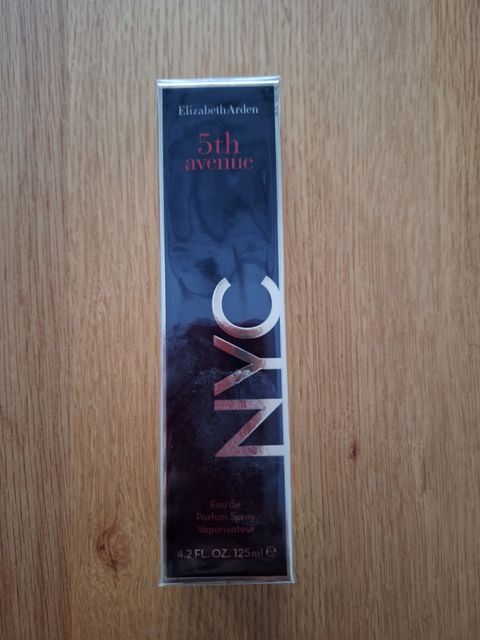 ElizabethArden
5th
avenue
NYC
Eau de
Parfum Spray
Vaporisateur
4.2 FL. OZ. 125ml ℮